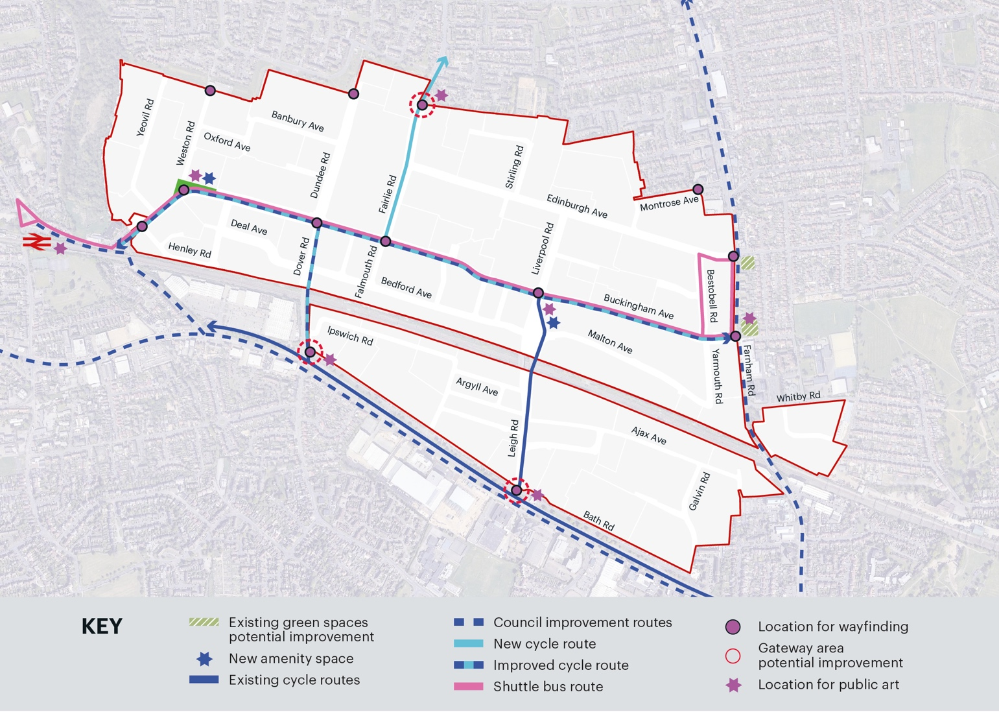 Yeovil Rd
Weston Rd
Banbury Ave
Oxford Ave
Dundee Rd
Fairlie Rd
Stirling Rd
Edinburgh Ave
Montrose Ave
Deal Ave
Henley Rd
Dover Rd
Falmouth Rd
Bedford Ave
Liverpool Rd
Buckingham Ave
Bestobell Rd
Ipswich Rd
Malton Ave
Yarmouth Rd
Farnham Rd
Argyll Ave
Whitby Rd
Leigh Rd
Ajax Ave
Galvin Rd
Bath Rd
KEY
Existing green spaces
potential improvement
New amenity space
Existing cycle routes
Council improvement routes
New cycle route
Improved cycle route
Shuttle bus route
Location for wayfinding
Gateway area
potential improvement
Location for public art